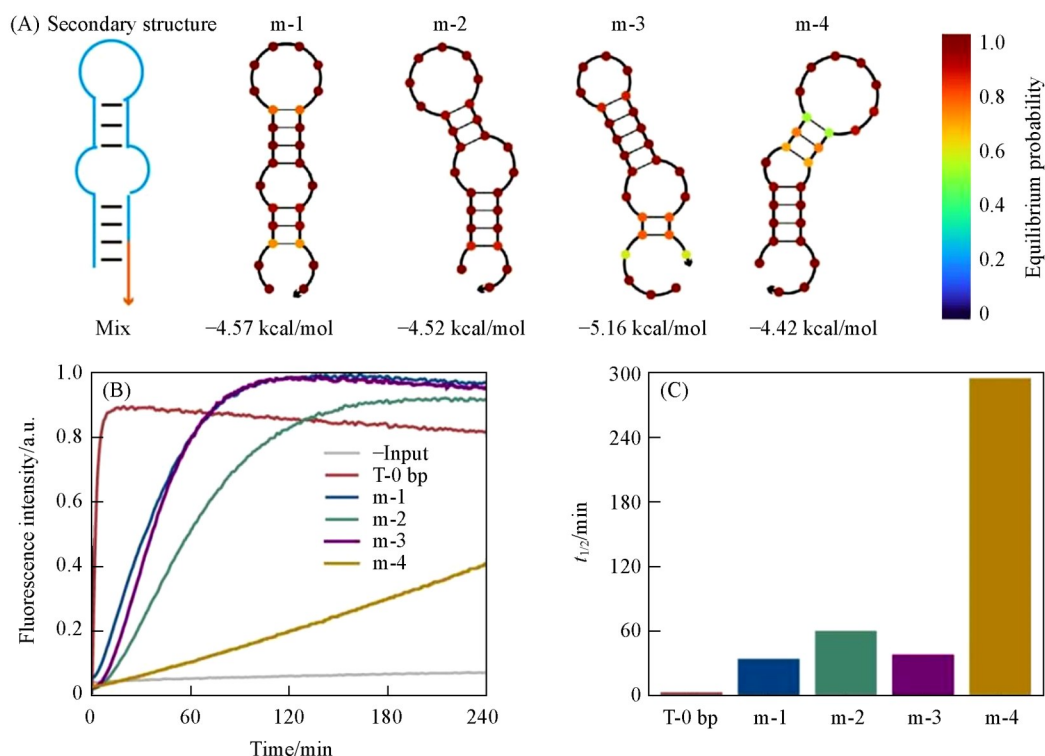 (A) Secondary structure m-1 m-2 m-3 m-4
1.0
0.8
0.6
0.4
0.2
0
Equilibrium probability
Mix −4.57 kcal/mol −4.52 kcal/mol −5.16 kcal/mol −4.42 kcal/mol
(B)
1.0
0.8
0.6
0.4
0.2
0
Fluorescence intensity/a.u.
−Input
T-0 bp
m-1
m-2
m-3
m-4
0 60 120 180 240
Time/min
(C)
300
240
180
120
60
0
t1/2/min
T-0 bp m-1 m-2 m-3 m-4